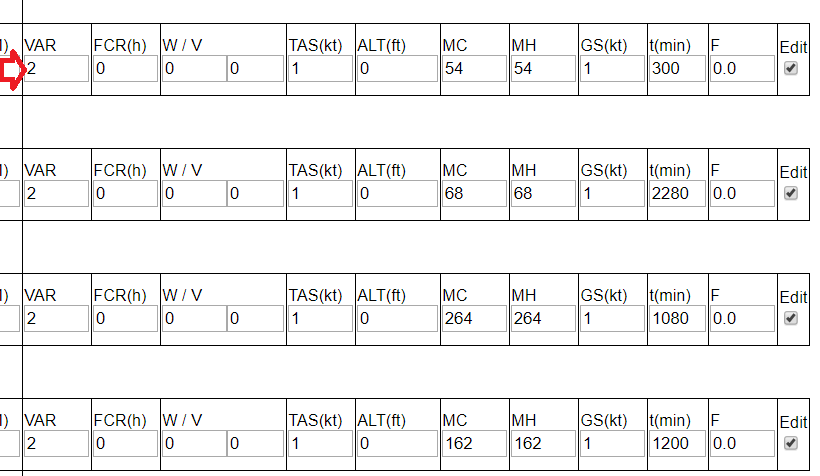 ) VAR FCR(h) W / V TAS(kt) ALT(ft) MC MH GS(kt) t(min) F Edit
2 0 0 0 1 0 54 54 1 300 0.0
) VAR FCR(h) W / V TAS(kt) ALT(ft) MC MH GS(kt) t(min) F Edit
2 0 0 0 1 0 68 68 1 2280 0.0
) VAR FCR(h) W / V TAS(kt) ALT(ft) MC MH GS(kt) t(min) F Edit
2 0 0 0 1 0 264 264 1 1080 0.0
) VAR FCR(h) W / V TAS(kt) ALT(ft) MC MH GS(kt) t(min) F Edit
2 0 0 0 1 0 162 162 1 1200 0.0